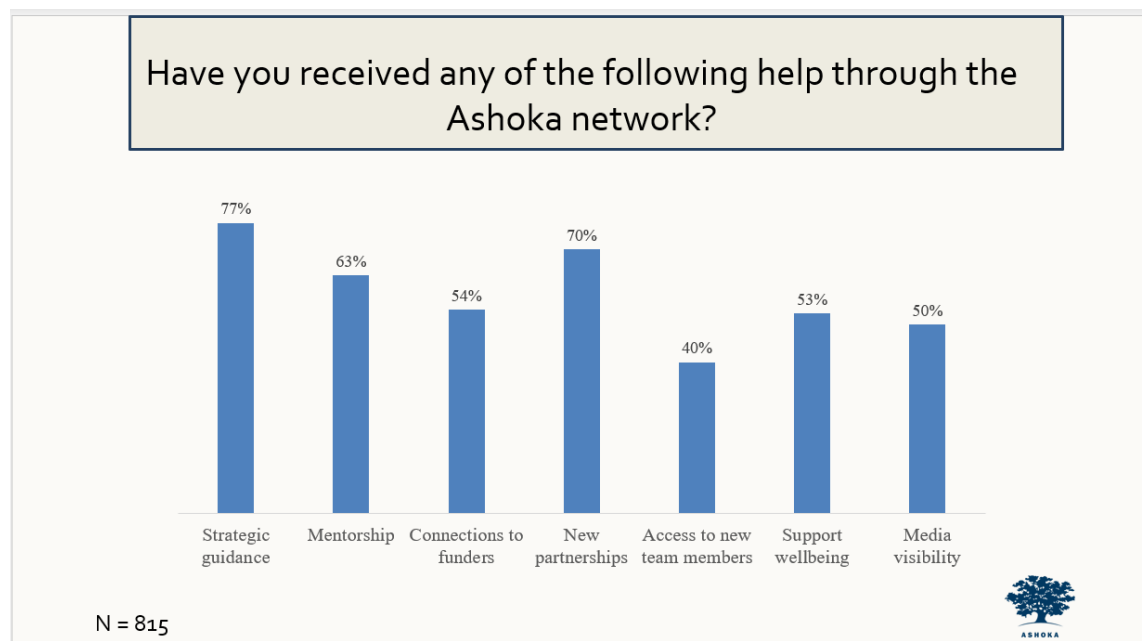 Have you received any of the following help through the
Ashoka network?
77%
63%
54%
70%
40%
53%
50%
Strategic
guidance
Mentorship
Connections to
funders
New
partnerships
Access to new
team members
Support
wellbeing
Media
visibility
N = 815
ASHOKA